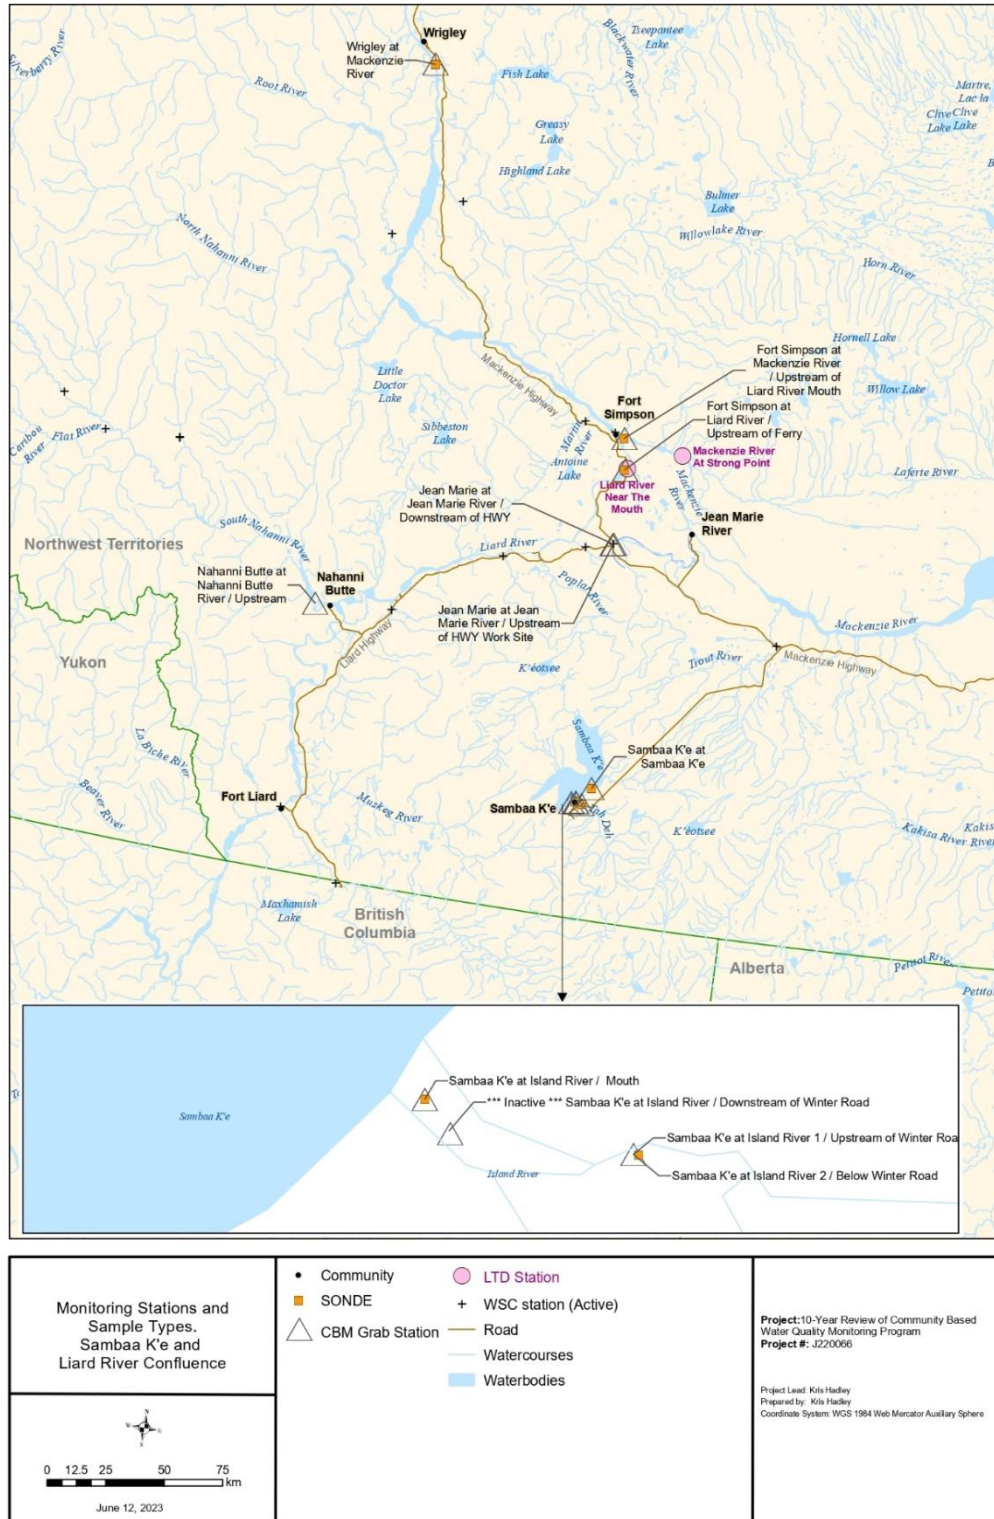 Silverberry River
Wrigley
Wrigley at
Mackenzie
River
Root River
Blackwater River
Tseepantee
Lake
Fish Lake
Martre,
Lac la
Clive Clive
Lake Lake
Greasy
Lake
Highland Lake
Bulmer
Lake
Willowlake River
North Nahanni River
Horn River
Hornell Lake
Willow Lake
Mackenzie Highway
Fort Simpson at
Mackenzie River
/ Upstream of
Liard River Mouth
Fort Simpson at
Liard River /
Upstream of Ferry
Little
Doctor
Lake
Sibbeston
Lake
Fort
Simpson
Martin River
Antoine
Lake
Caribou
River
Flat River
Mackenzie River
At Strong Point
Laferte River
Liard River
Near The
Mouth
Mackenzie
River
Jean Marie at
Jean Marie River /
Downstream of HWY
Jean Marie
River
South Nahanni River
Northwest Territories
Liard River
Nahanni Butte at
Nahanni Butte
River / Upstream
Nahanni
Butte
Poplar River
Jean Marie at Jean
Marie River / Upstream
of HWY Work Site
Mackenzie River
Liard Highway
Yukon
K'éotsee
Trout River
Mackenzie Highway
La Biche River
Sambaa K'e
Sambaa K'e at
Sambaa K'e
Beaver River
Fort Liard
Muskeg River
Sambaa K'e
Deh
K'éotsee
Kakisa River River
Kakis
Maxhamish
Lake
British
Columbia
Alberta
Petitot River
Petitot
Sambaa K'e at Island River / Mouth
*** Inactive *** Sambaa K'e at Island River / Downstream of Winter Road
Sambaa K'e
Sambaa K'e at Island River 1 / Upstream of Winter Roa
Island River
Sambaa K'e at Island River 2 / Below Winter Road
Monitoring Stations and
Sample Types.
Sambaa K'e and
Liard River Confluence
N
W E
S
0 12.5 25 50 75
km
June 12, 2023
Community
SONDE
CBM Grab Station
LTD Station
WSC station (Active)
Road
Watercourses
Waterbodies
Project:10-Year Review of Community Based
Water Quality Monitoring Program
Project #: J220066
Project Lead: Kris Hadley
Prepared by: Kris Hadley
Coordinate System: WGS 1984 Web Mercator Auxiliary Sphere